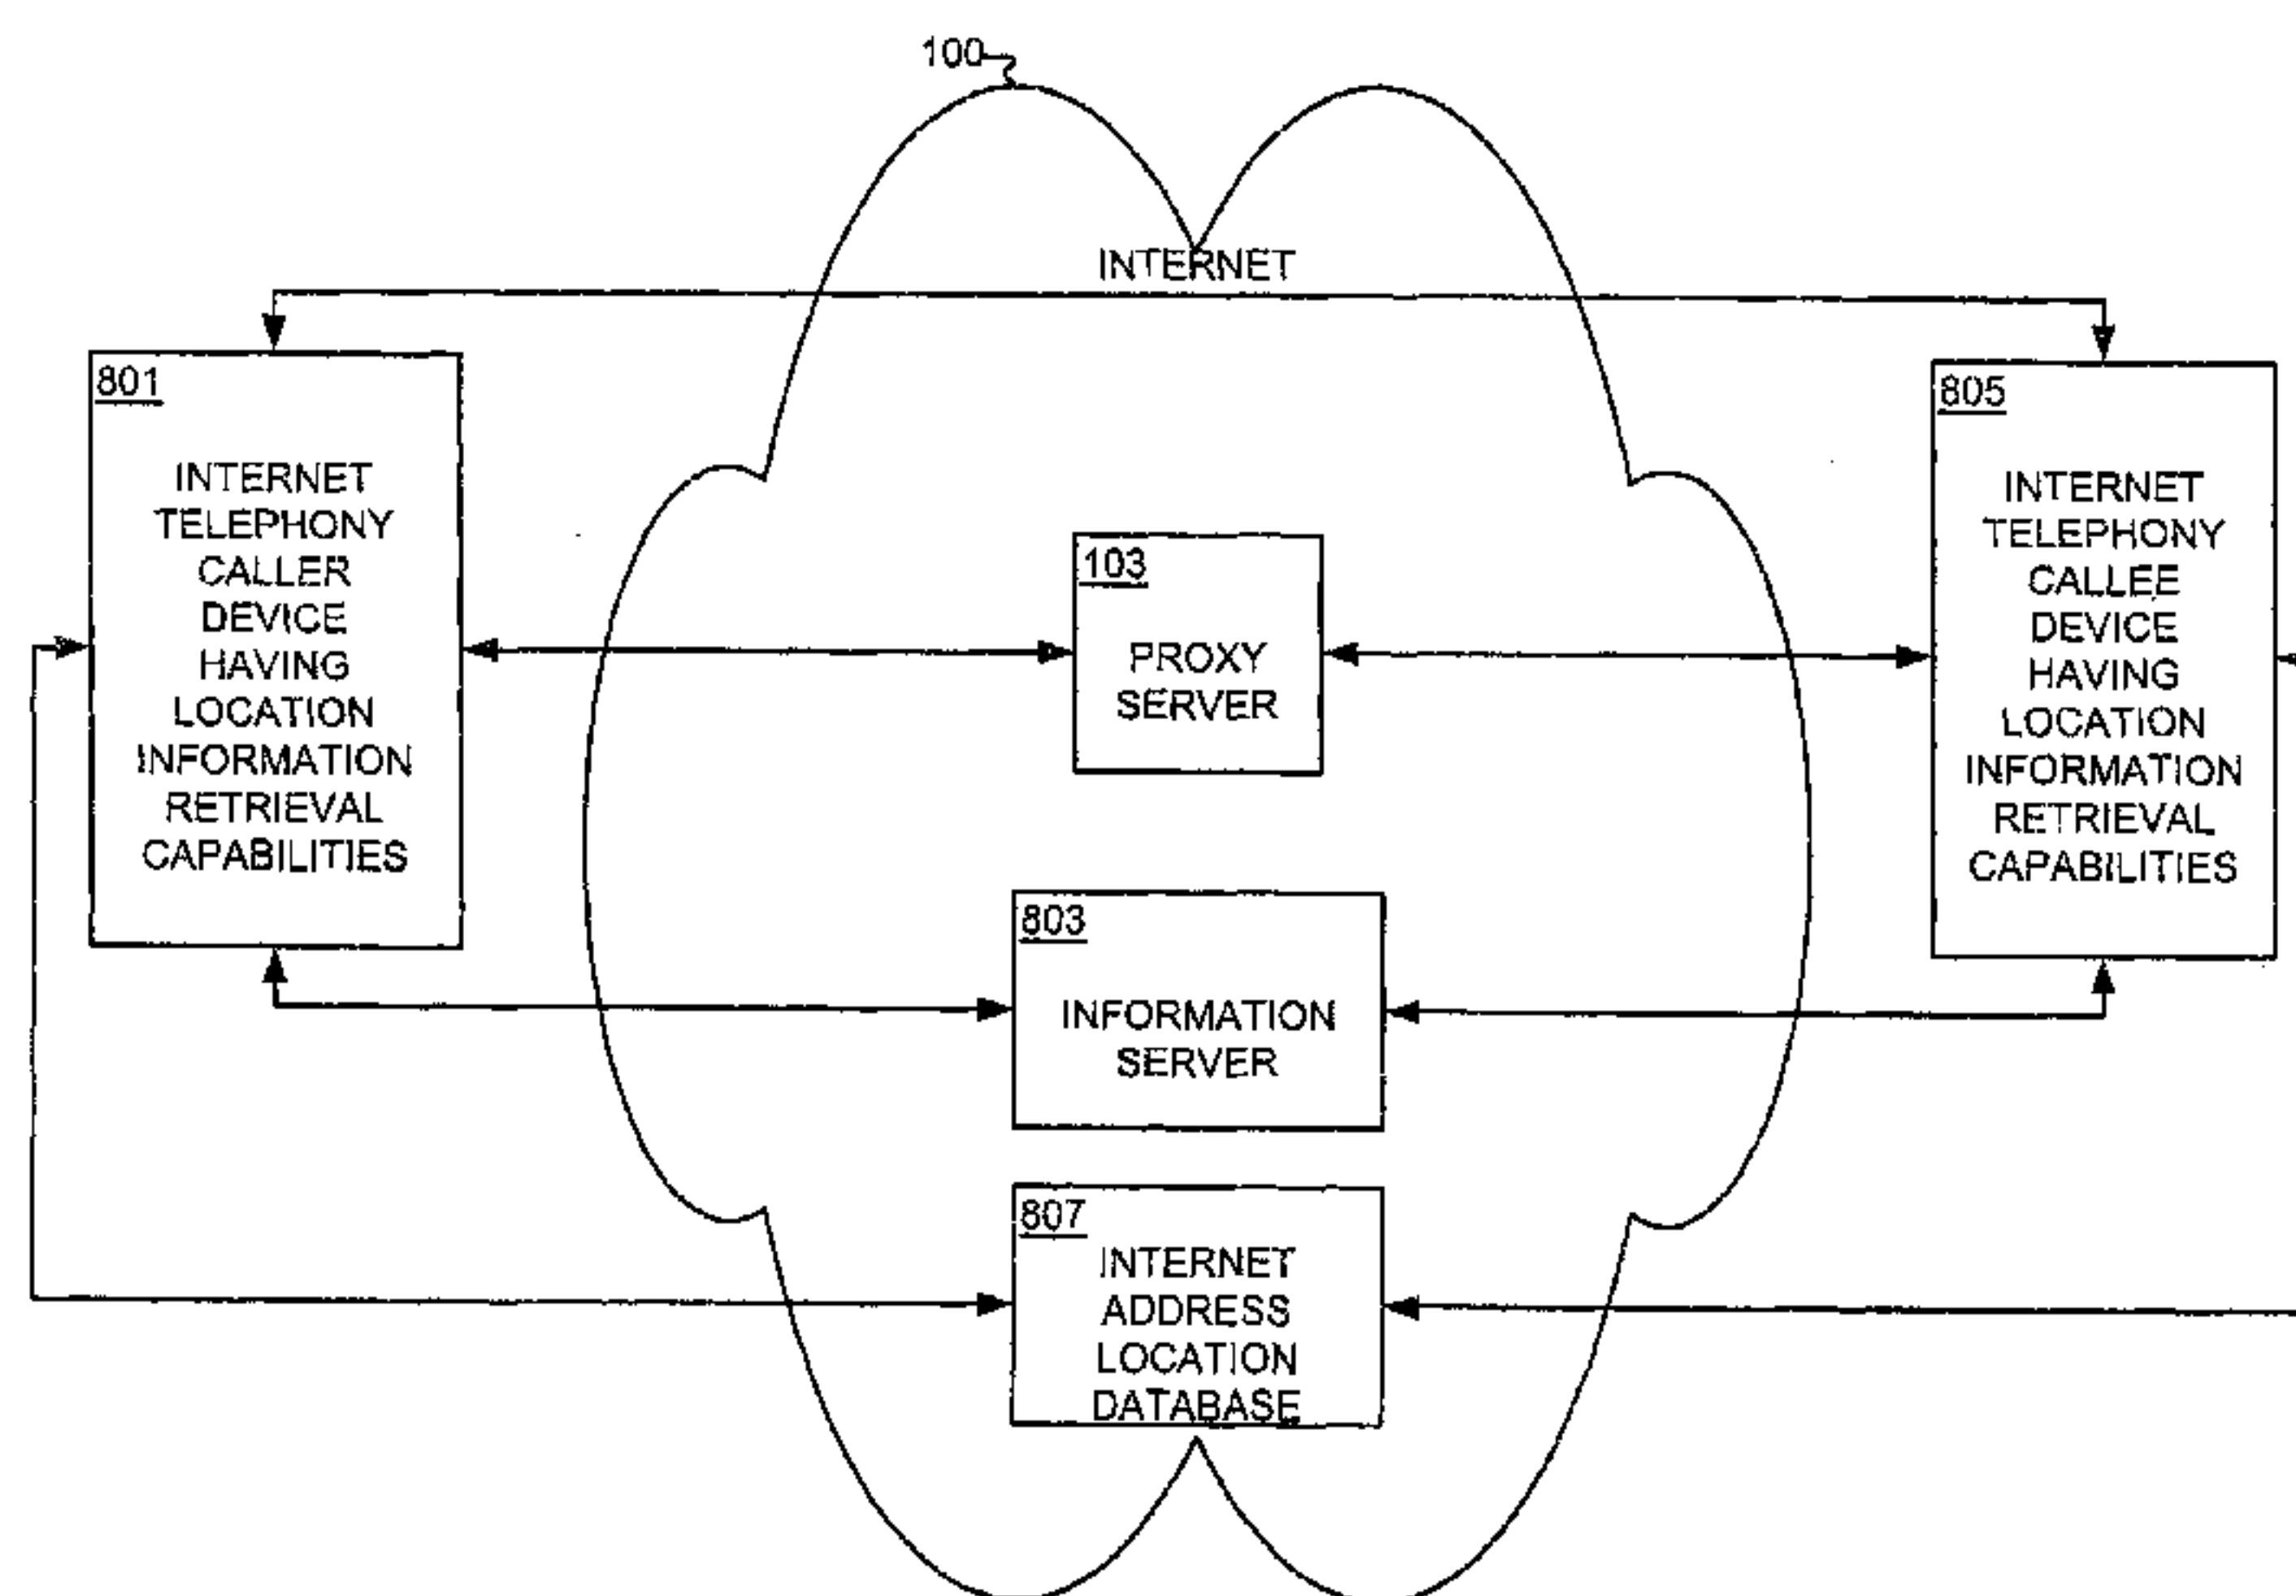 100
INTERNET
801
INTERNET
TELEPHONY
CALLER
DEVICE
HAVING
LOCATION
INFORMATION
RETRIEVAL
CAPABILITIES
103
PROXY
SERVER
805
INTERNET
TELEPHONY
CALLEE
DEVICE
HAVING
LOCATION
INFORMATION
RETRIEVAL
CAPABILITIES
803
INFORMATION
SERVER
807
INTERNET
ADDRESS
LOCATION
DATABASE